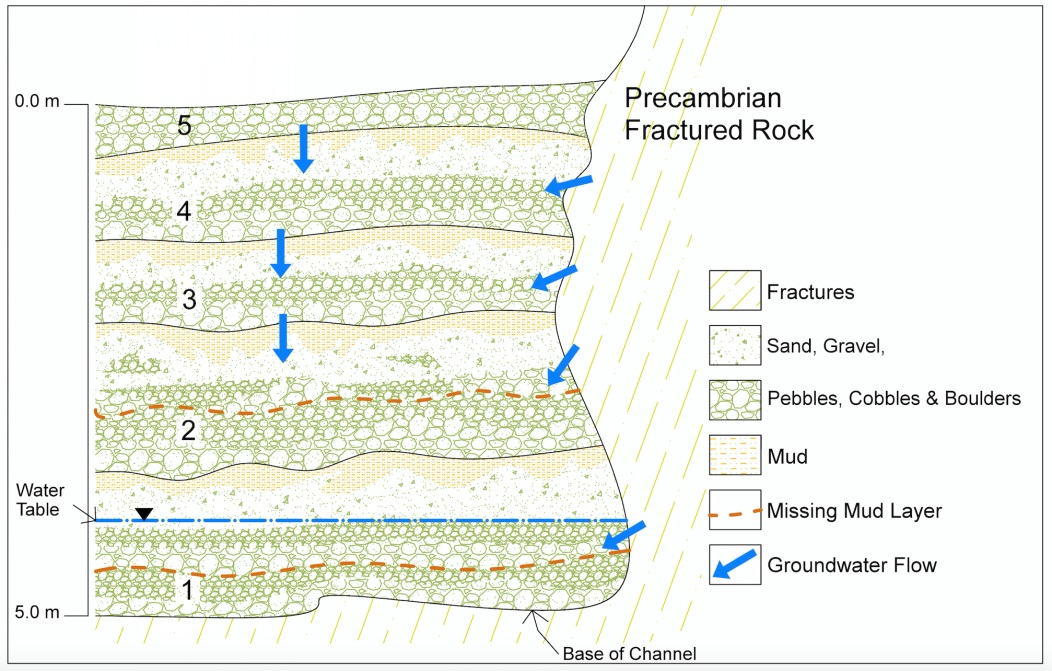 0.0 m
Precambrian
Fractured Rock
5
4
3
2
1
Water
Table
5.0 m
Base of Channel
Fractures
Sand, Gravel,
Pebbles, Cobbles & Boulders
Mud
Missing Mud Layer
Groundwater Flow